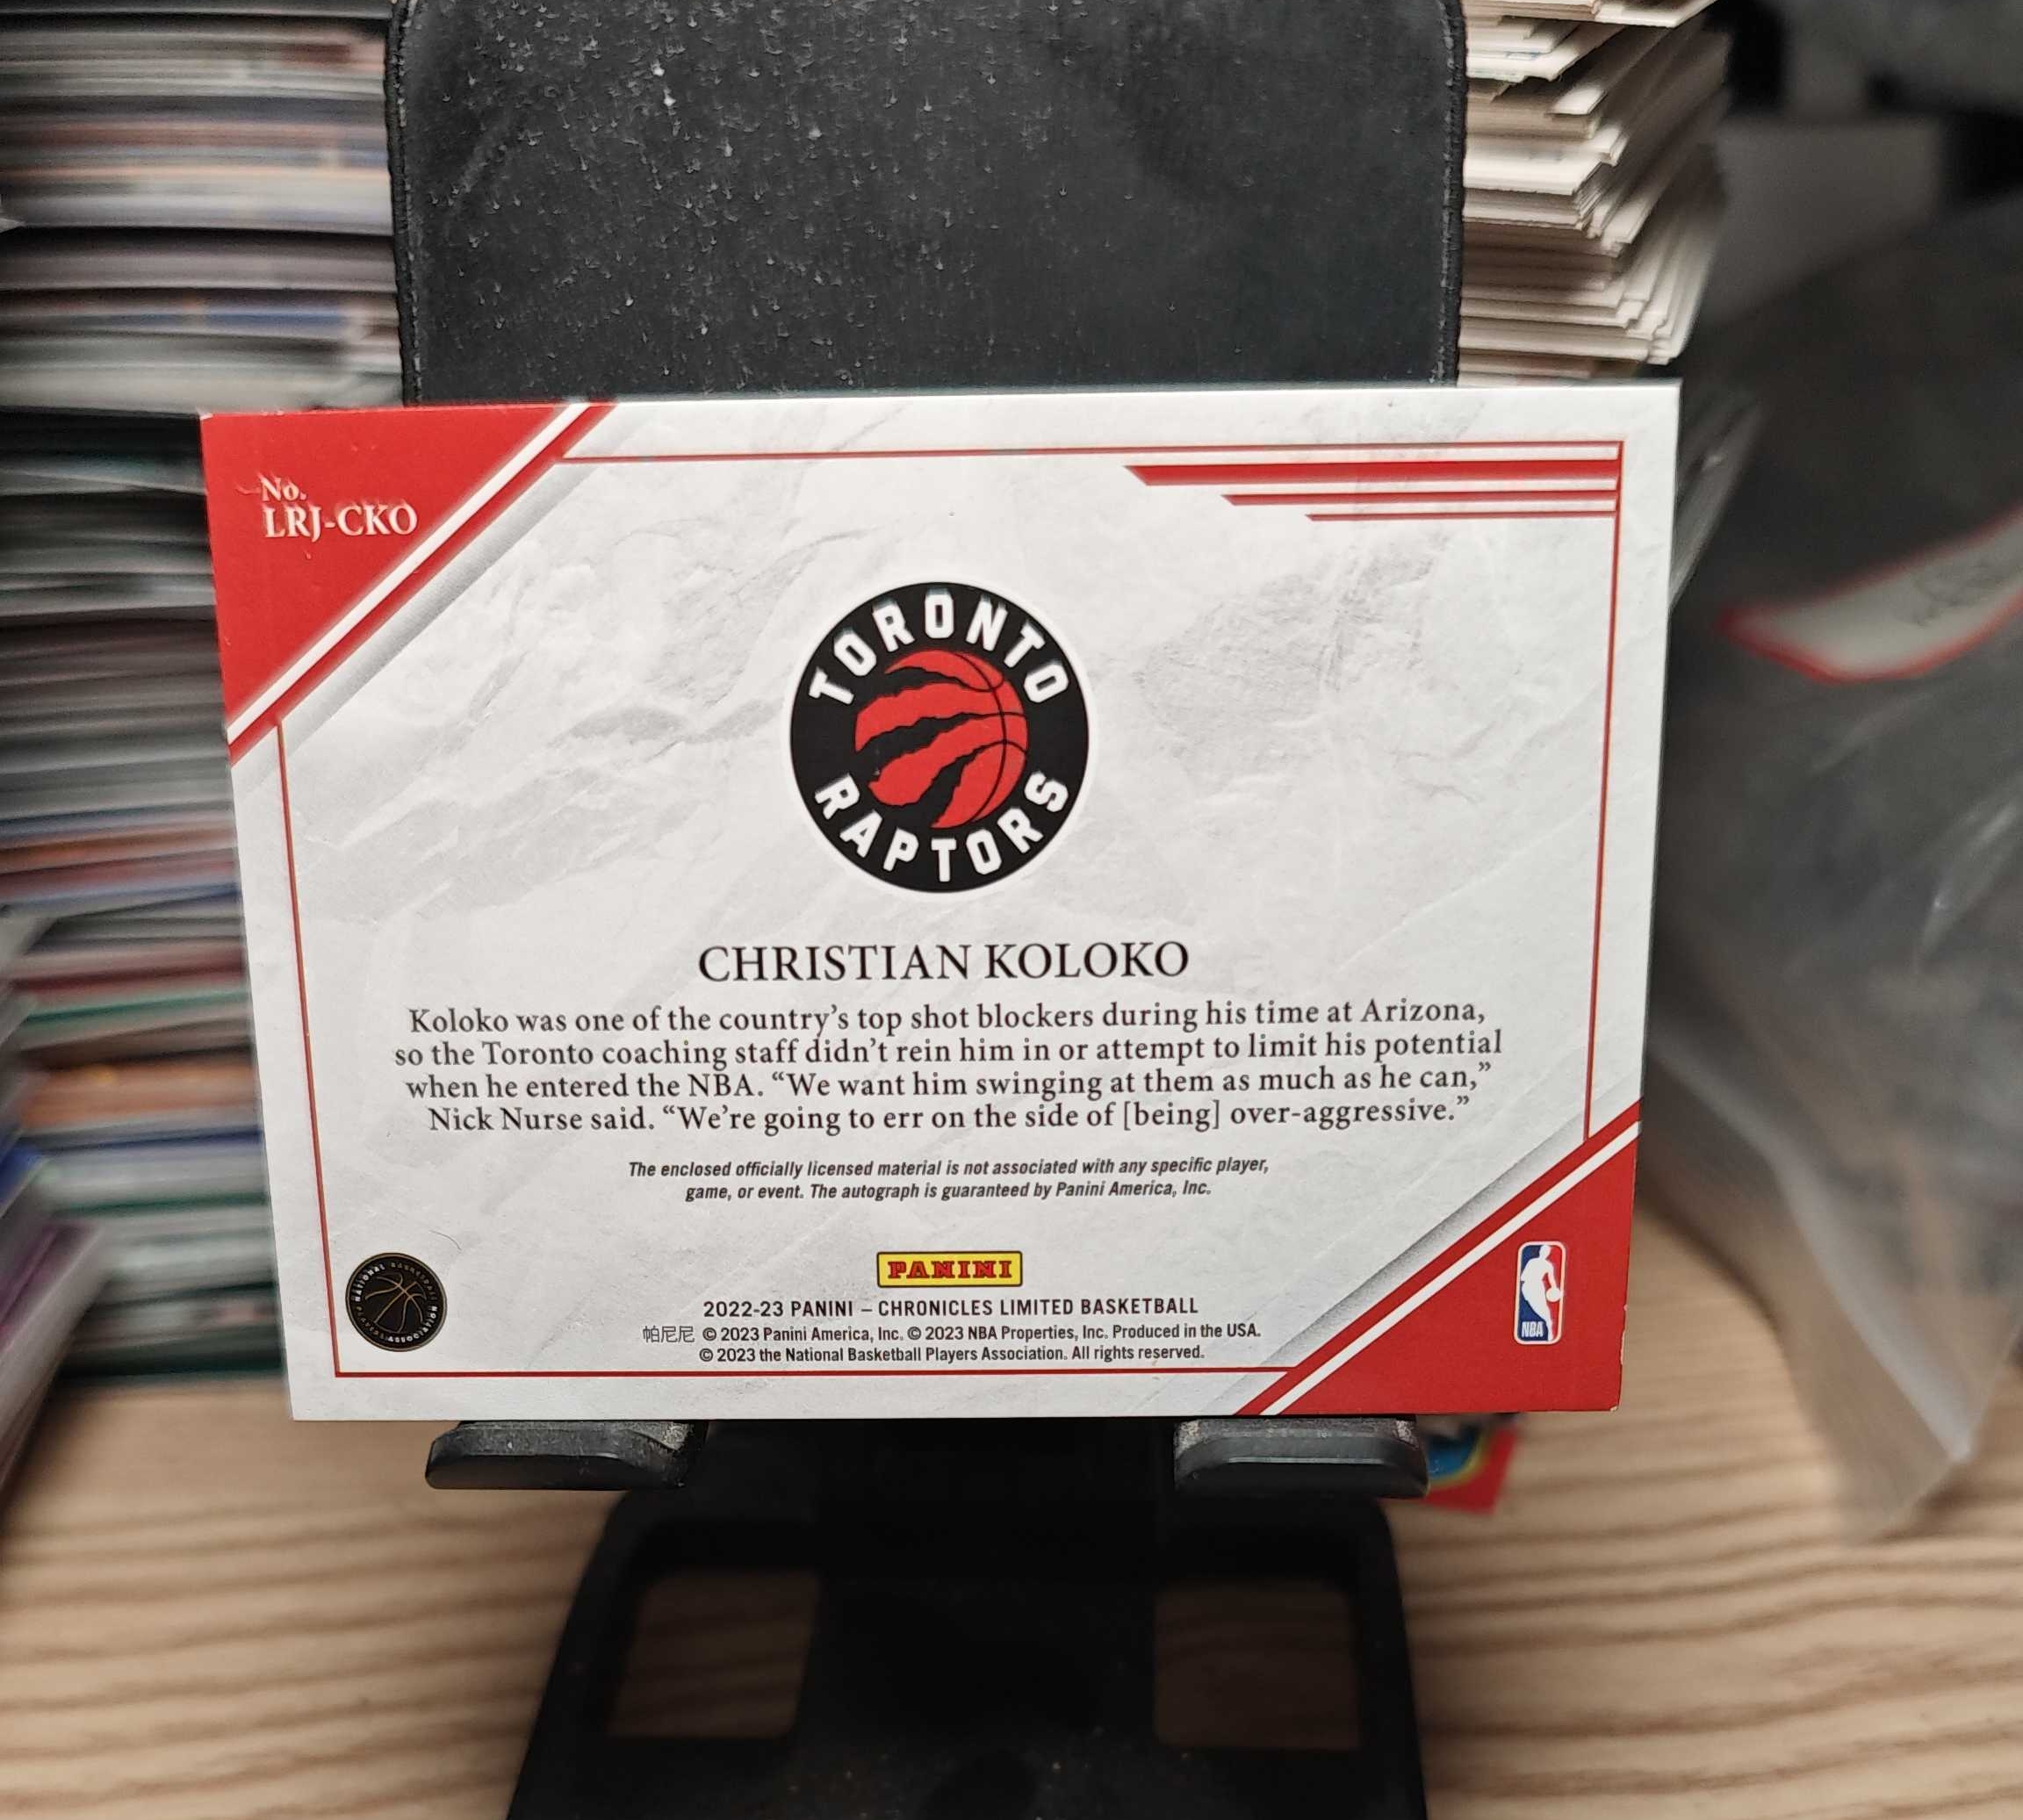 No.
LRJ-CKO
TORONTO
RAPTORS
CHRISTIAN KOLOKO
Koloko was one of the country's top shot blockers during his time at Arizona,
so the Toronto coaching staff didn't rein him in or attempt to limit his potential
when he entered the NBA. “We want him swinging at them as much as he can,”
Nick Nurse said. “We're going to err on the side of [being] over-aggressive.”
The enclosed officially licensed material is not associated with any specific player,
game, or event. The autograph is guaranteed by Panini America, Inc.
NATIONAL BASKETBALL
PLAYERS ASSOCIATION
PANINI
NBA
2022-23 PANINI – CHRONICLES LIMITED BASKETBALL
帕尼尼 © 2023 Panini America, Inc. © 2023 NBA Properties, Inc. Produced in the USA.
© 2023 the National Basketball Players Association. All rights reserved.